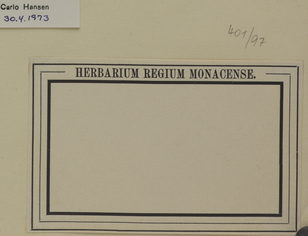 Carlo Hansen
30.4.1973
401/97
HERBARIUM REGIUM MONACENSE.